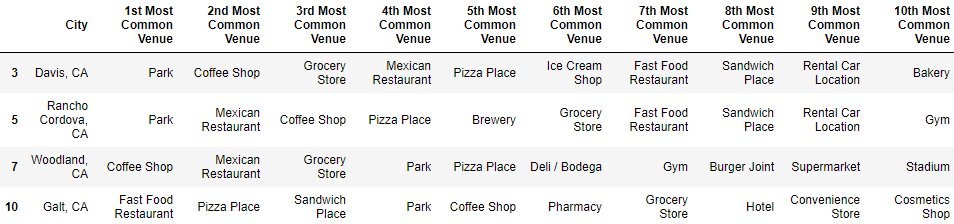 City 1st Most Common Venue 2nd Most Common Venue 3rd Most Common Venue 4th Most Common Venue 5th Most Common Venue 6th Most Common Venue 7th Most Common Venue 8th Most Common Venue 9th Most Common Venue 10th Most Common Venue
3 Davis, CA Park Coffee Shop Grocery Store Mexican Restaurant Pizza Place Ice Cream Shop Fast Food Restaurant Sandwich Place Rental Car Location Bakery
5 Rancho Cordova, CA Park Mexican Restaurant Coffee Shop Pizza Place Brewery Grocery Store Fast Food Restaurant Sandwich Place Rental Car Location Gym
7 Woodland, CA Coffee Shop Mexican Restaurant Grocery Store Park Pizza Place Deli / Bodega Gym Burger Joint Supermarket Stadium
10 Galt, CA Fast Food Restaurant Pizza Place Sandwich Place Park Coffee Shop Pharmacy Grocery Store Hotel Convenience Store Cosmetics Shop